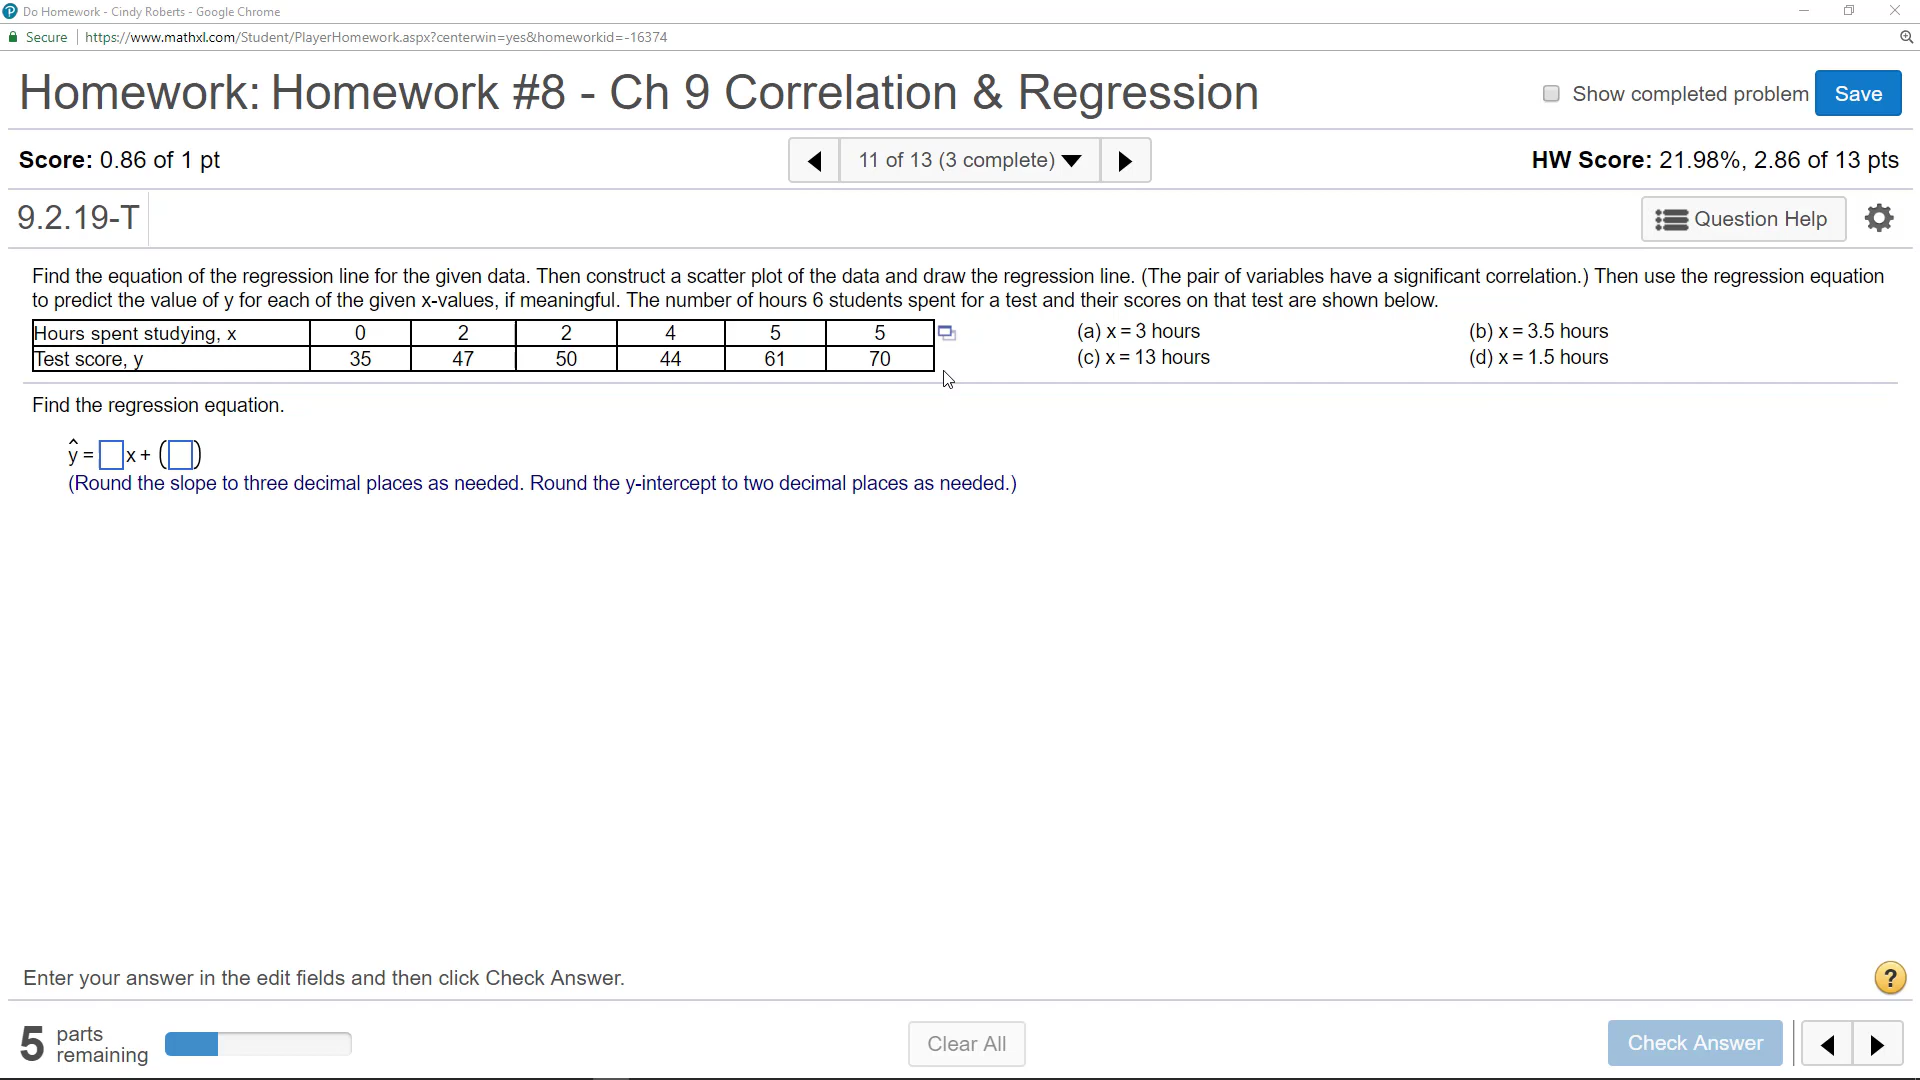 Do Homework - Cindy Roberts - Google Chrome
Secure | https://www.mathxl.com/Student/PlayerHomework.aspx?centerwin=yes&homeworkid=-16374
Homework: Homework #8 - Ch 9 Correlation & Regression
Show completed problem Save
Score: 0.86 of 1 pt
11 of 13 (3 complete)
HW Score: 21.98%, 2.86 of 13 pts
9.2.19-T
Question Help
Find the equation of the regression line for the given data. Then construct a scatter plot of the data and draw the regression line. (The pair of variables have a significant correlation.) Then use the regression equation
to predict the value of y for each of the given x-values, if meaningful. The number of hours 6 students spent for a test and their scores on that test are shown below.
Hours spent studying, x 0 2 2 4 5 5
Test score, y 35 47 50 44 61 70
(a) x = 3 hours (b) x = 3.5 hours
(c) x = 13 hours (d) x = 1.5 hours
Find the regression equation.
ŷ = x + ( )
(Round the slope to three decimal places as needed. Round the y-intercept to two decimal places as needed.)
Enter your answer in the edit fields and then click Check Answer.
?
5 parts remaining
Clear All
Check Answer